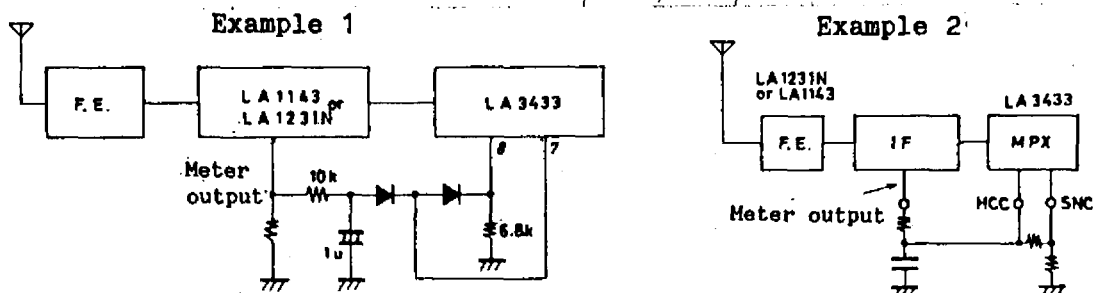 Example 1
F.E.
LA1143 or
LA1231N
LA3433
8 7
Meter
output
10k
1u
6.8k
Example 2
LA1231N
or LA1143
LA3433
F.E.
IF
MPX
Meter output
HCC
SNC